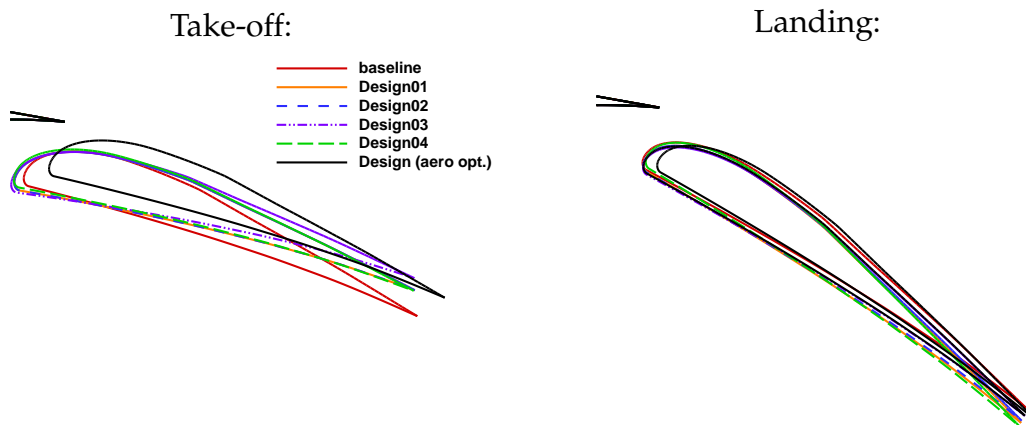 Take-off:
Landing:
baseline
Design01
Design02
Design03
Design04
Design (aero opt.)